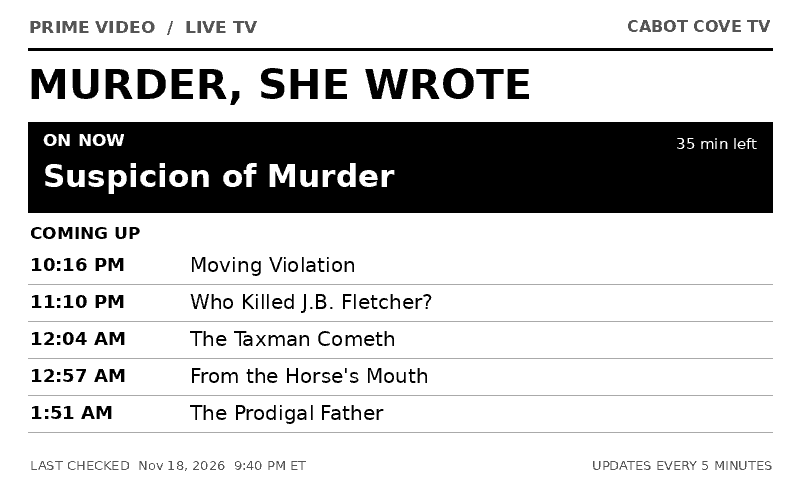 PRIME VIDEO / LIVE TV
CABOT COVE TV
MURDER, SHE WROTE
ON NOW
35 min left
Suspicion of Murder
COMING UP
10:16 PM Moving Violation
11:10 PM Who Killed J.B. Fletcher?
12:04 AM The Taxman Cometh
12:57 AM From the Horse's Mouth
1:51 AM The Prodigal Father
LAST CHECKED Nov 18, 2026 9:40 PM ET
UPDATES EVERY 5 MINUTES